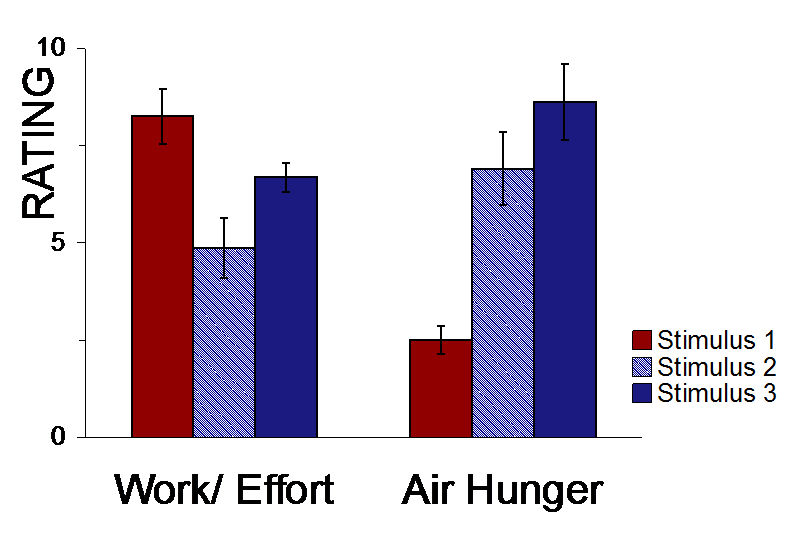 10
RATING
5
0
Stimulus 1
Stimulus 2
Stimulus 3
Work/ Effort
Air Hunger